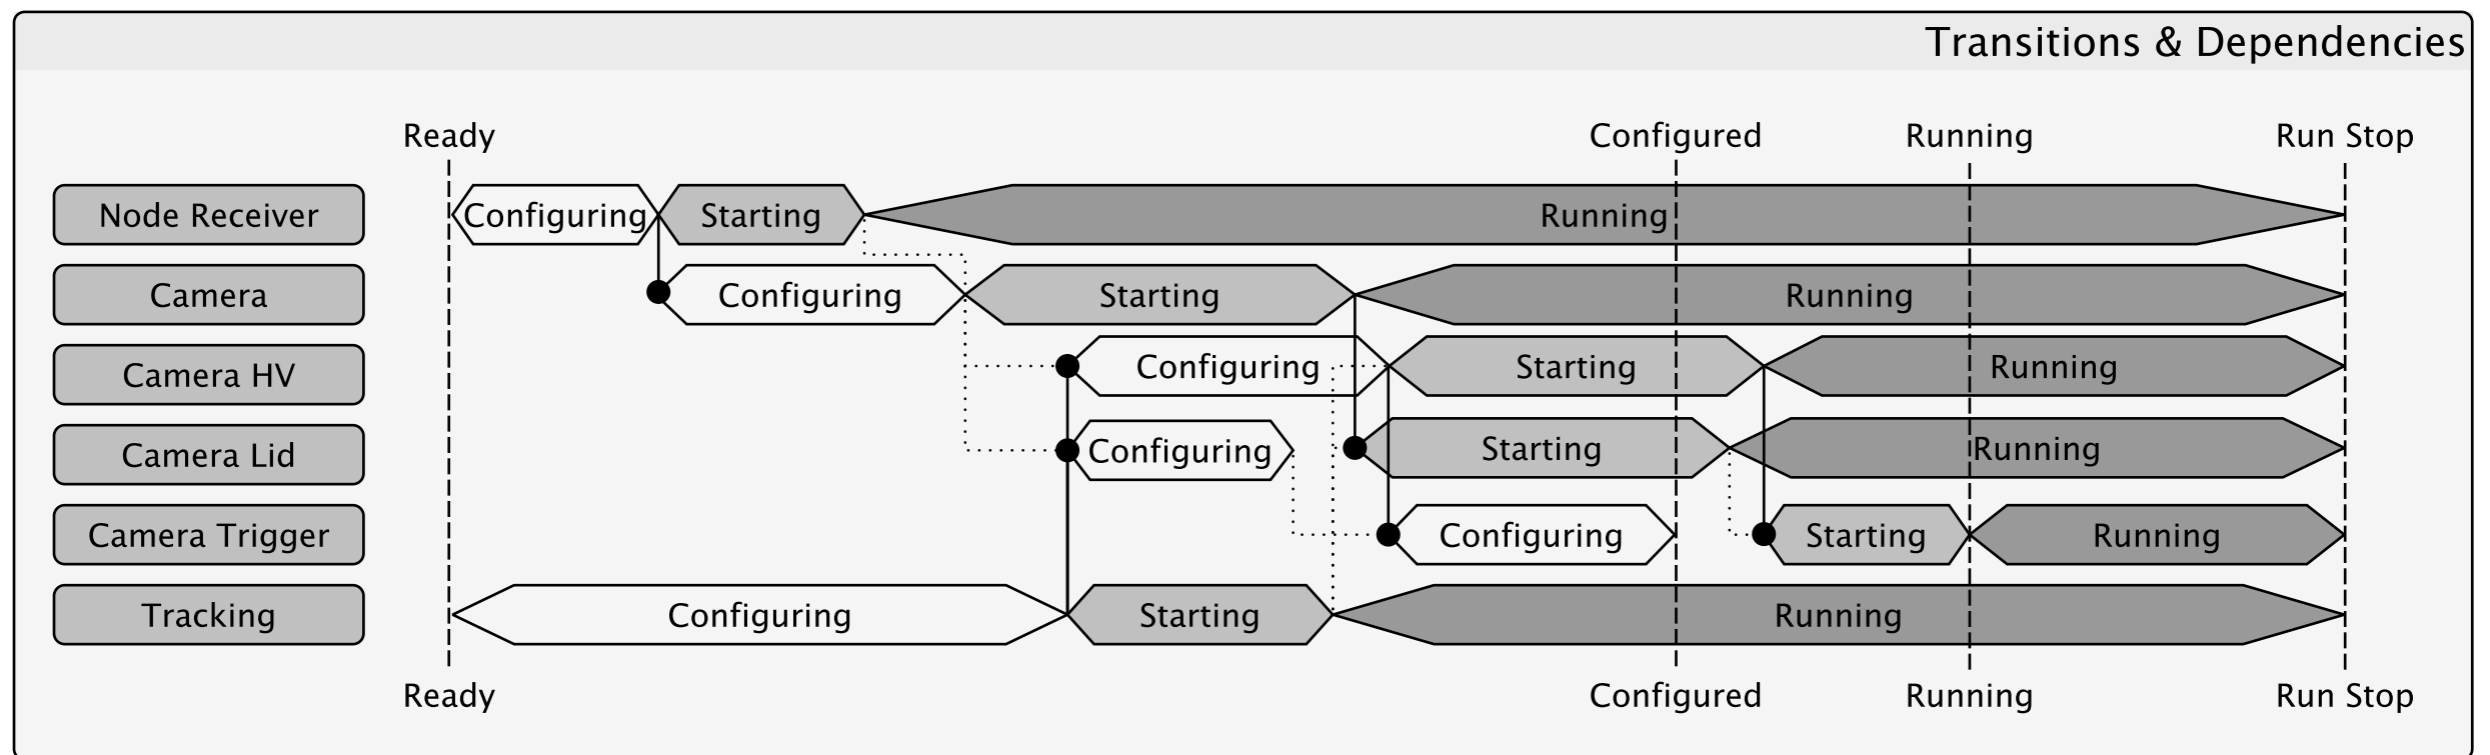 Transitions & Dependencies
Ready Configured Running Run Stop
Node Receiver Configuring Starting Running
Camera Configuring Starting Running
Camera HV Configuring Starting Running
Camera Lid Configuring Starting Running
Camera Trigger Configuring Starting Running
Tracking Configuring Starting Running
Ready Configured Running Run Stop